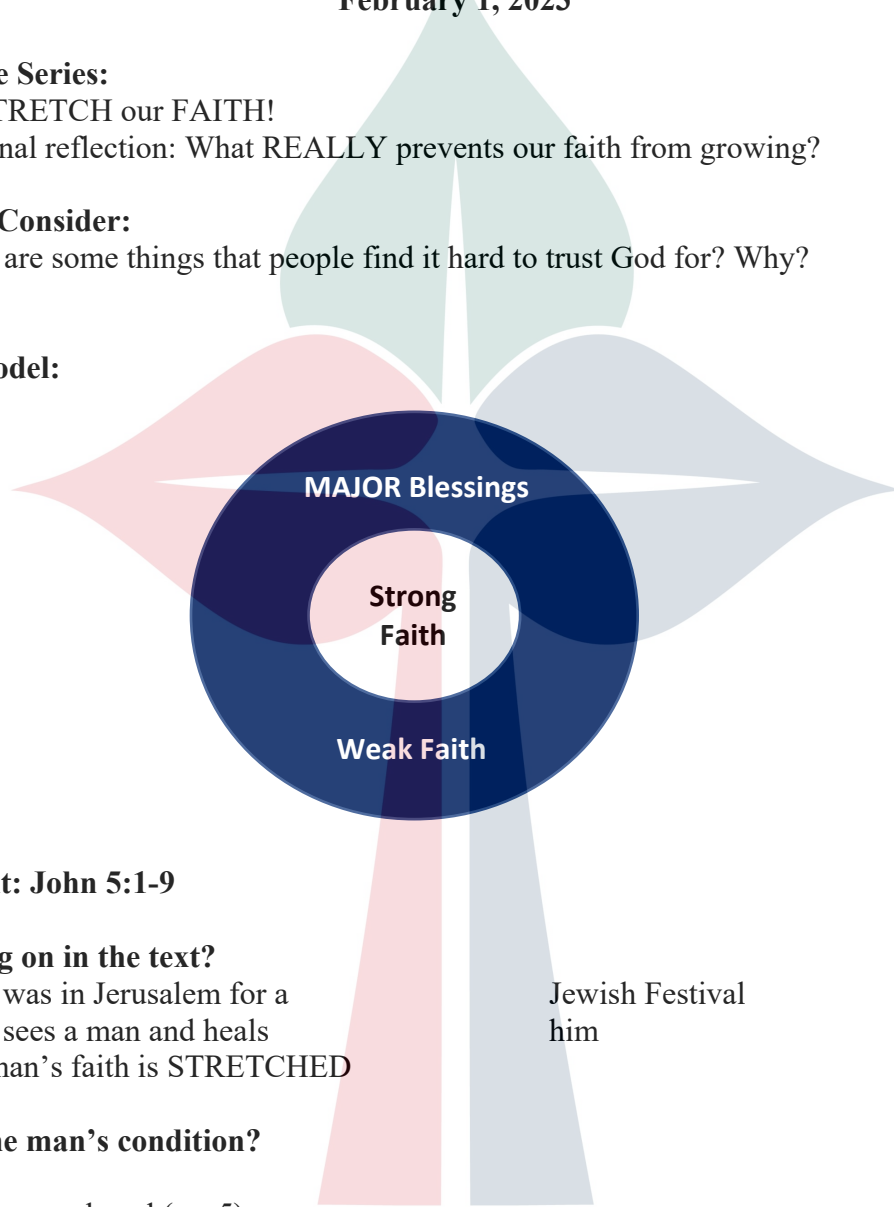 February 1, 2025
e Series:
TRETCH our FAITH!
nal reflection: What REALLY prevents our faith from growing?
Consider:
are some things that people find it hard to trust God for? Why?
odel:
MAJOR Blessings
Strong
Faith
Weak Faith
t: John 5:1-9
g on in the text?
was in Jerusalem for a Jewish Festival
sees a man and heals him
nan’s faith is STRETCHED
ne man’s condition?